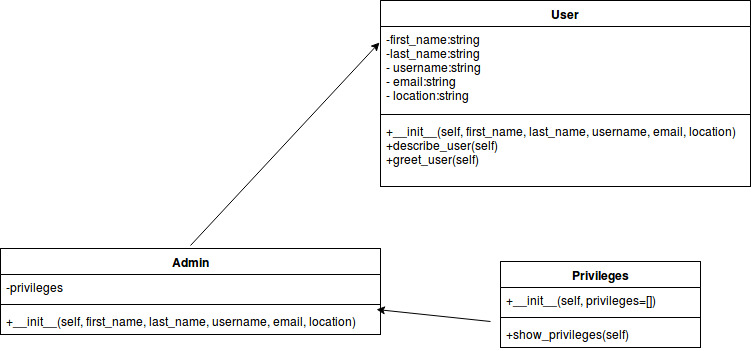 User
-first_name:string
-last_name:string
- username:string
- email:string
- location:string
+__init__(self, first_name, last_name, username, email, location)
+describe_user(self)
+greet_user(self)
Admin
-privileges
+__init__(self, first_name, last_name, username, email, location)
Privileges
+__init__(self, privileges=[])
+show_privileges(self)